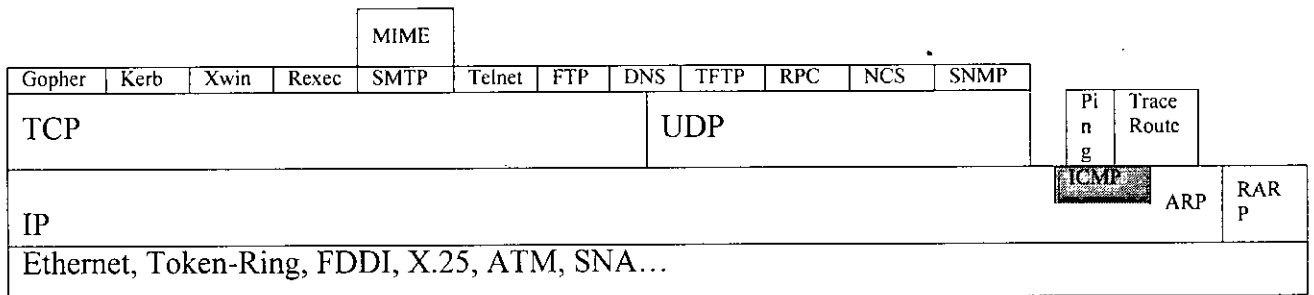 MIME
Gopher Kerb Xwin Rexec SMTP Telnet FTP DNS TFTP RPC NCS SNMP
TCP
UDP
Pi
n
g
Trace
Route
ICMP
ARP
RAR
P
IP
Ethernet, Token-Ring, FDDI, X.25, ATM, SNA...